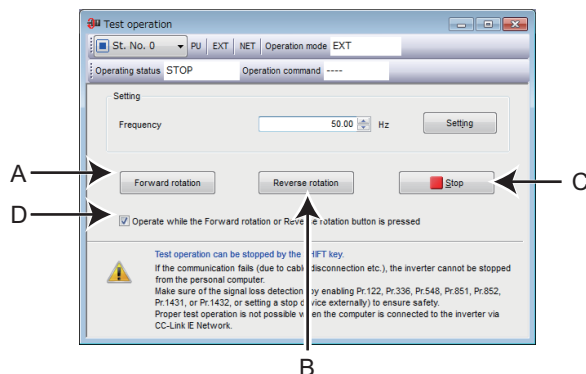 Test operation
St. No. 0 PU EXT NET Operation mode EXT
Operating status STOP Operation command ----
Setting
Frequency 50.00 Hz Setting
A Forward rotation Reverse rotation Stop C
D Operate while the Forward rotation or Reverse rotation button is pressed
Test operation can be stopped by the SHIFT key.
If the communication fails (due to cable disconnection etc.), the inverter cannot be stopped
from the personal computer.
Make sure of the signal loss detection by enabling Pr.122, Pr.336, Pr.548, Pr.851, Pr.852,
Pr.1431, or Pr.1432, or setting a stop device externally) to ensure safety.
Proper test operation is not possible when the computer is connected to the inverter via
CC-Link IE Network.
B